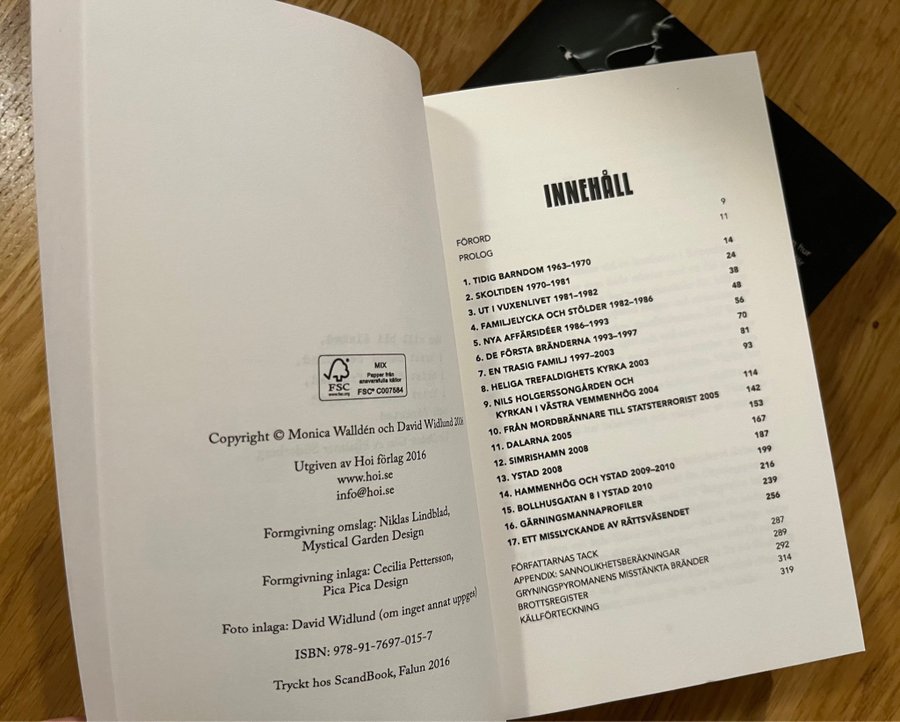 MIX
Papper från
ansvarsfulla källor
FSC
www.fsc.org
FSC® C007584
Copyright © Monica Walldén och David Widlund 2016
Utgiven av Hoi förlag 2016
www.hoi.se
info@hoi.se
Formgivning omslag: Niklas Lindblad,
Mystical Garden Design
Formgivning inlaga: Cecilia Pettersson,
Pica Pica Design
Foto inlaga: David Widlund (om inget annat uppges)
ISBN: 978-91-7697-015-7
Tryckt hos ScandBook, Falun 2016
INNEHÅLL
FÖRORD 9
PROLOG 11
1. TIDIG BARNDOM 1963–1970 14
2. SKOLTIDEN 1970–1981 24
3. UT I VUXENLIVET 1981–1982 38
4. FAMILJELYCKA OCH STÖLDER 1982–1986 48
5. NYA AFFÄRSIDÉER 1986–1993 56
6. DE FÖRSTA BRÄNDERNA 1993–1997 70
7. EN TRASIG FAMILJ 1997–2003 81
8. HELIGA TREFALDIGHETS KYRKA 2003 93
9. NILS HOLGERSSONGÅRDEN OCH
KYRKAN I VÄSTRA VEMMENHÖG 2004 114
10. FRÅN MORDBRÄNNARE TILL STATSTERRORIST 2005 142
11. DALARNA 2005 153
12. SIMRISHAMN 2008 167
13. YSTAD 2008 187
14. HAMMENHÖG OCH YSTAD 2009–2010 199
15. BOLLHUSGATAN 8 I YSTAD 2010 216
16. GÄRNINGSMANNAPROFILER 239
17. ETT MISSLYCKANDE AV RÄTTSVÄSENDET 256
FÖRFATTARNAS TACK 287
APPENDIX: SANNOLIKHETSBERÄKNINGAR 289
GRYNINGSPYROMANENS MISSTÄNKTA BRÄNDER 292
BROTTSREGISTER 314
KÄLLFÖRTECKNING 319